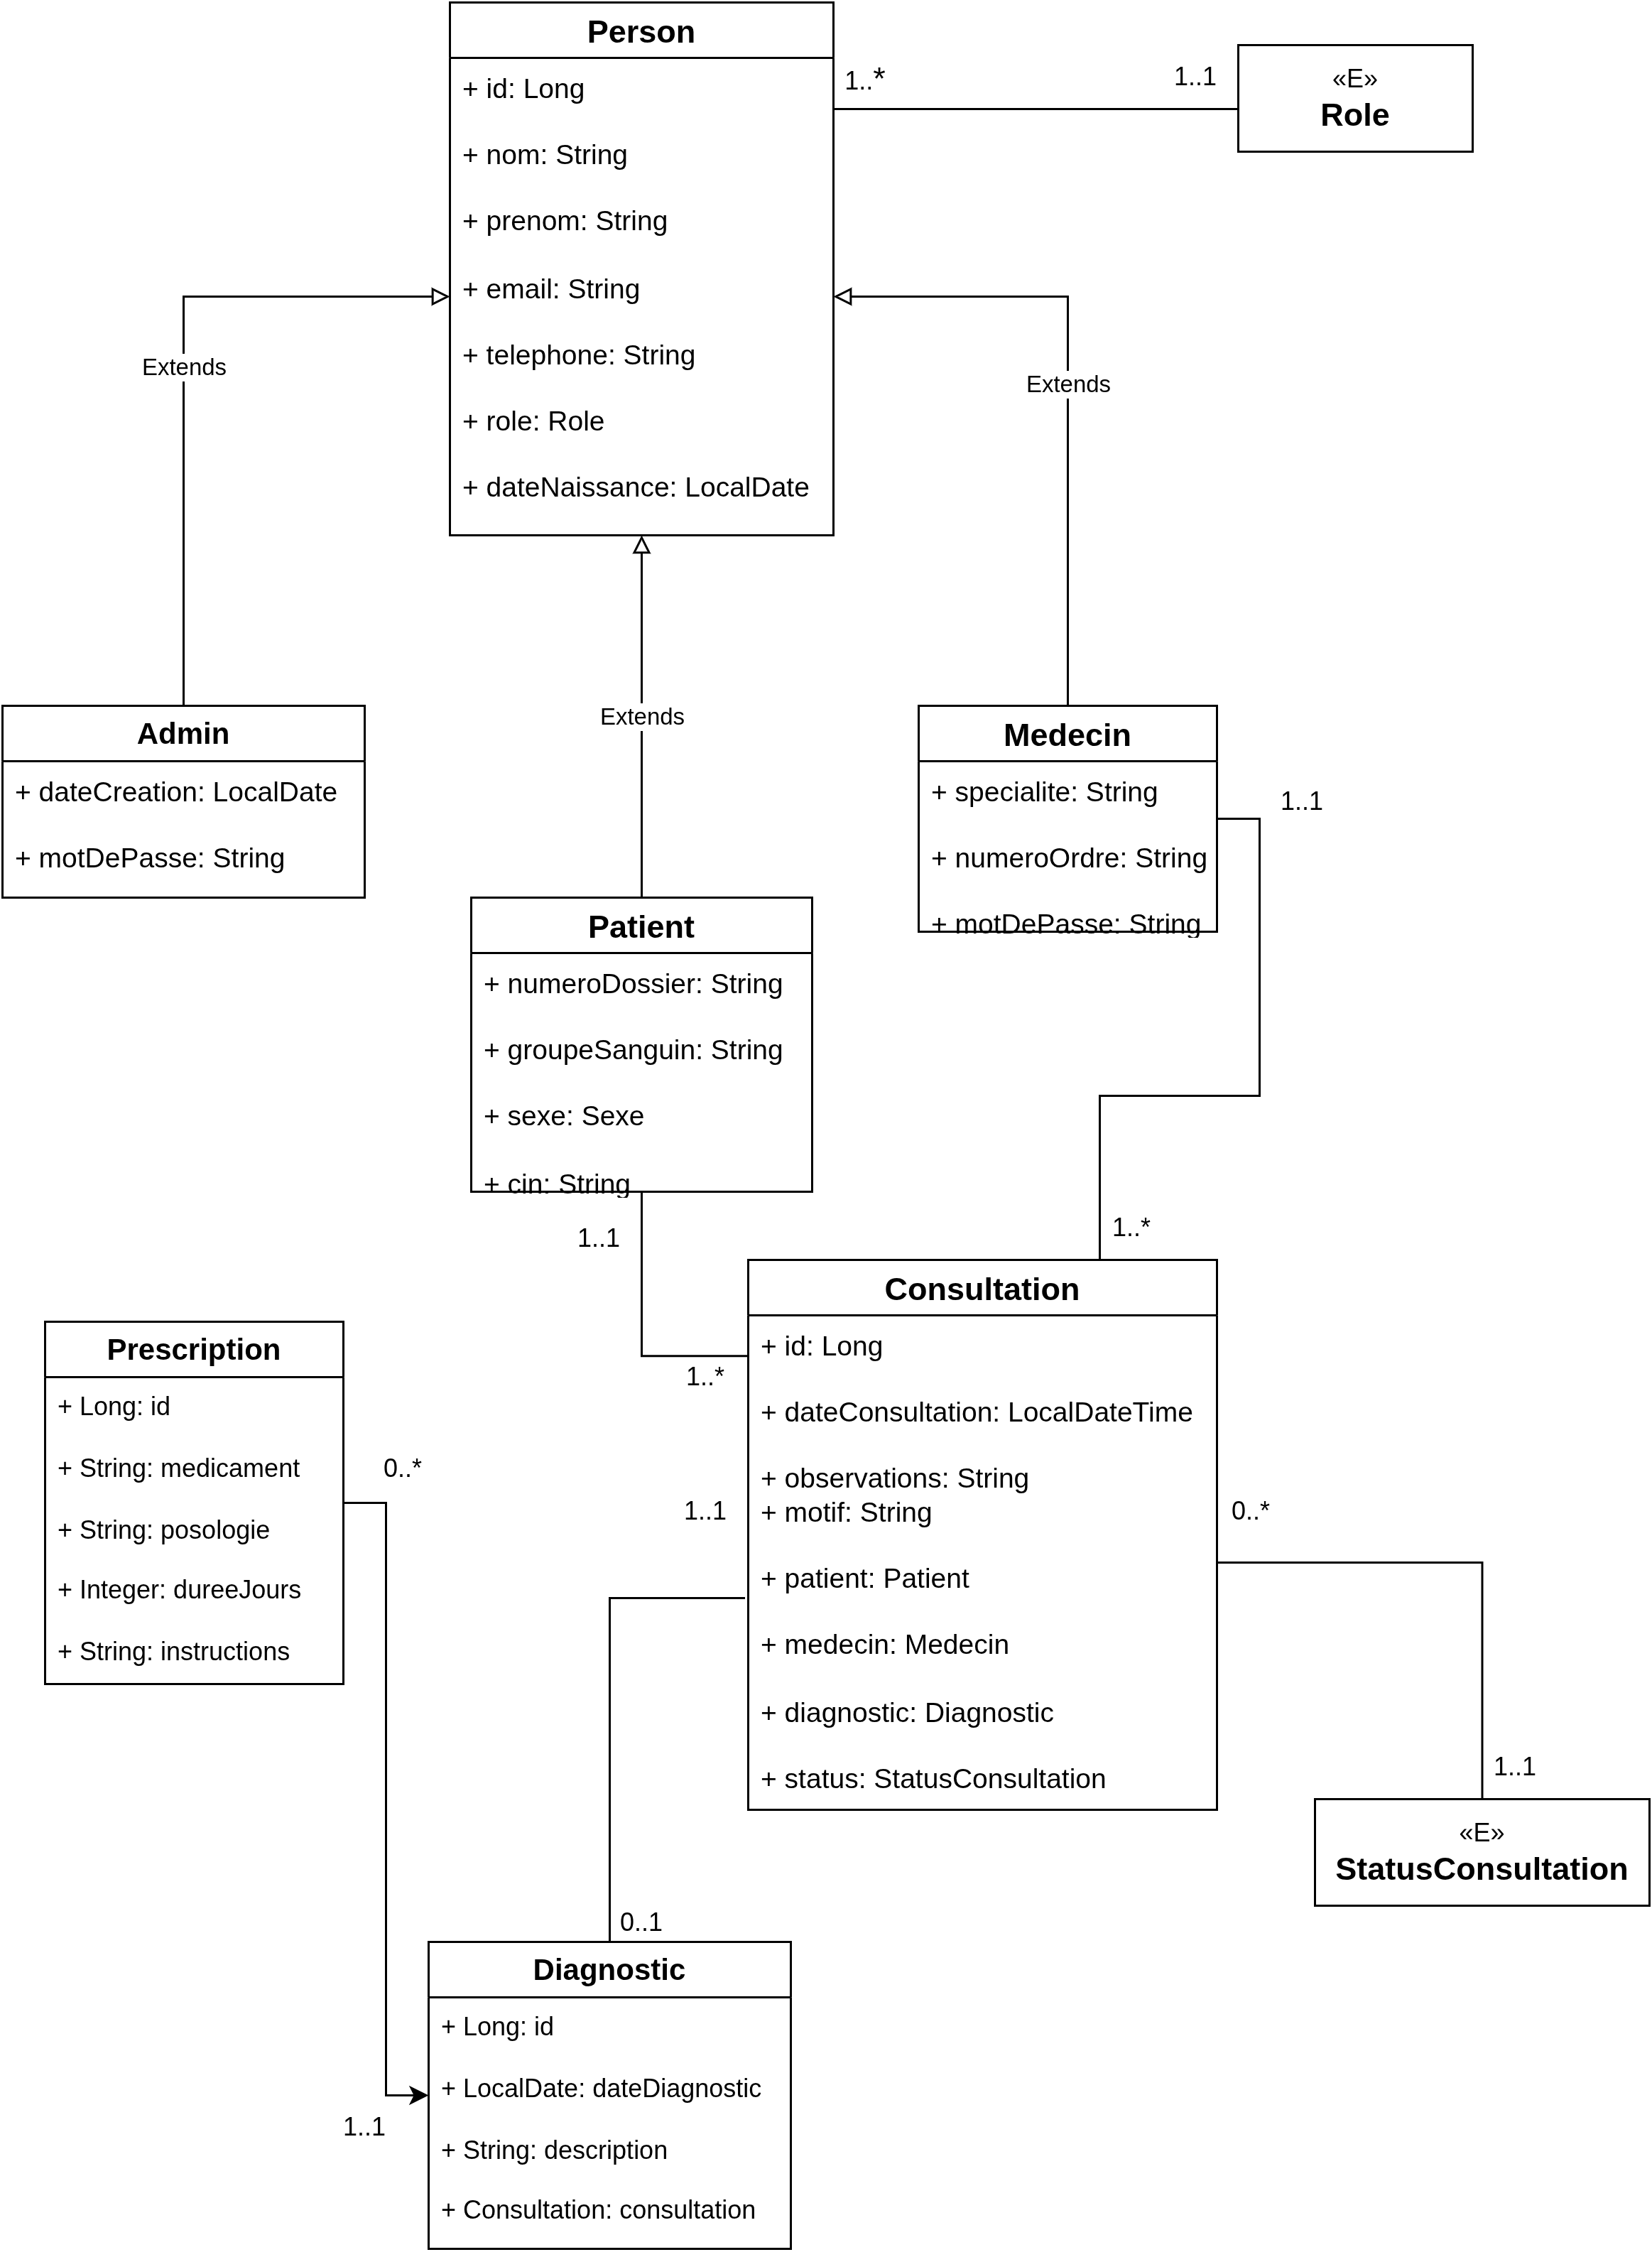 Person
+ id: Long
+ nom: String
+ prenom: String
+ email: String
+ telephone: String
+ role: Role
+ dateNaissance: LocalDate
1..*
1..1
«E»
Role
Extends
Extends
Extends
Admin
+ dateCreation: LocalDate
+ motDePasse: String
Medecin
+ specialite: String
+ numeroOrdre: String
+ motDePasse: String
1..1
Patient
+ numeroDossier: String
+ groupeSanguin: String
+ sexe: Sexe
+ cin: String
1..1
1..*
1..*
Consultation
+ id: Long
+ dateConsultation: LocalDateTime
+ observations: String
+ motif: String
+ patient: Patient
+ medecin: Medecin
+ diagnostic: Diagnostic
+ status: StatusConsultation
Prescription
+ Long: id
+ String: medicament
+ String: posologie
+ Integer: dureeJours
+ String: instructions
0..*
1..1
0..*
1..1
«E»
StatusConsultation
0..1
Diagnostic
+ Long: id
+ LocalDate: dateDiagnostic
+ String: description
+ Consultation: consultation
1..1